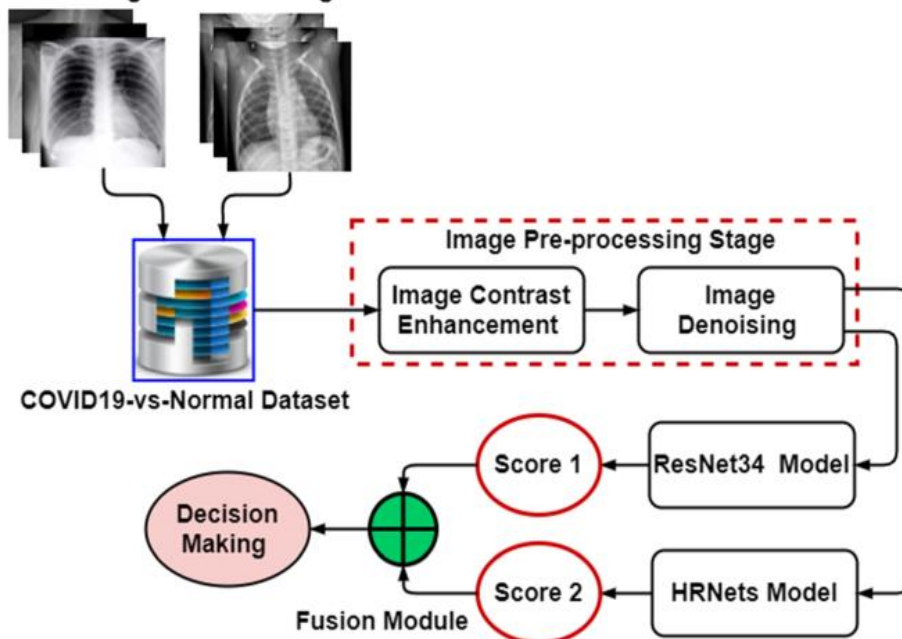 Image Pre-processing Stage
Image Contrast
Enhancement
Image
Denoising
COVID19-vs-Normal Dataset
Score 1
ResNet34 Model
Decision
Making
Score 2
HRNets Model
Fusion Module